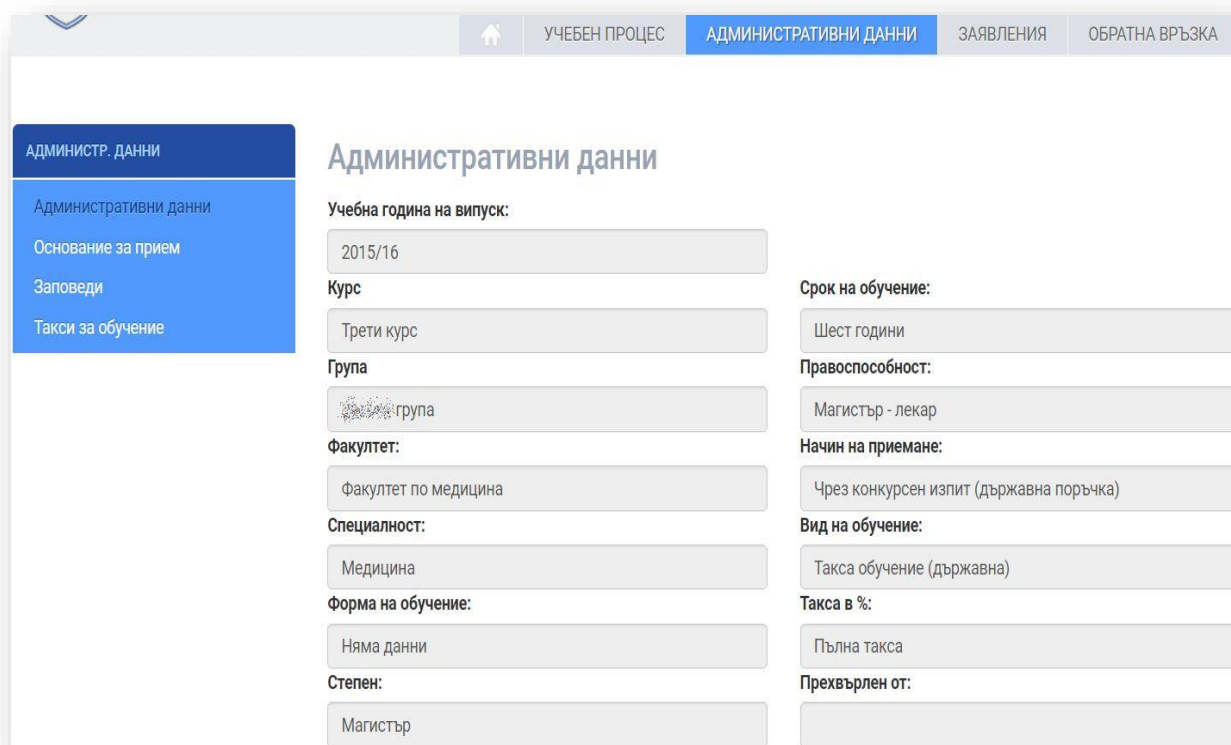 УЧЕБЕН ПРОЦЕС АДМИНИСТРАТИВНИ ДАННИ ЗАЯВЛЕНИЯ ОБРАТНА ВРЪЗКА
АДМИНИСТР. ДАННИ
Административни данни
Основание за прием
Заповеди
Такси за обучение
Административни данни
Учебна година на випуск:
2015/16
Курс
Трети курс
Група
група
Факултет:
Факултет по медицина
Специалност:
Медицина
Форма на обучение:
Няма данни
Степен:
Магистър
Срок на обучение:
Шест години
Правоспособност:
Магистър - лекар
Начин на приемане:
Чрез конкурсен изпит (държавна поръчка)
Вид на обучение:
Такса обучение (държавна)
Такса в %:
Пълна такса
Прехвърлен от: